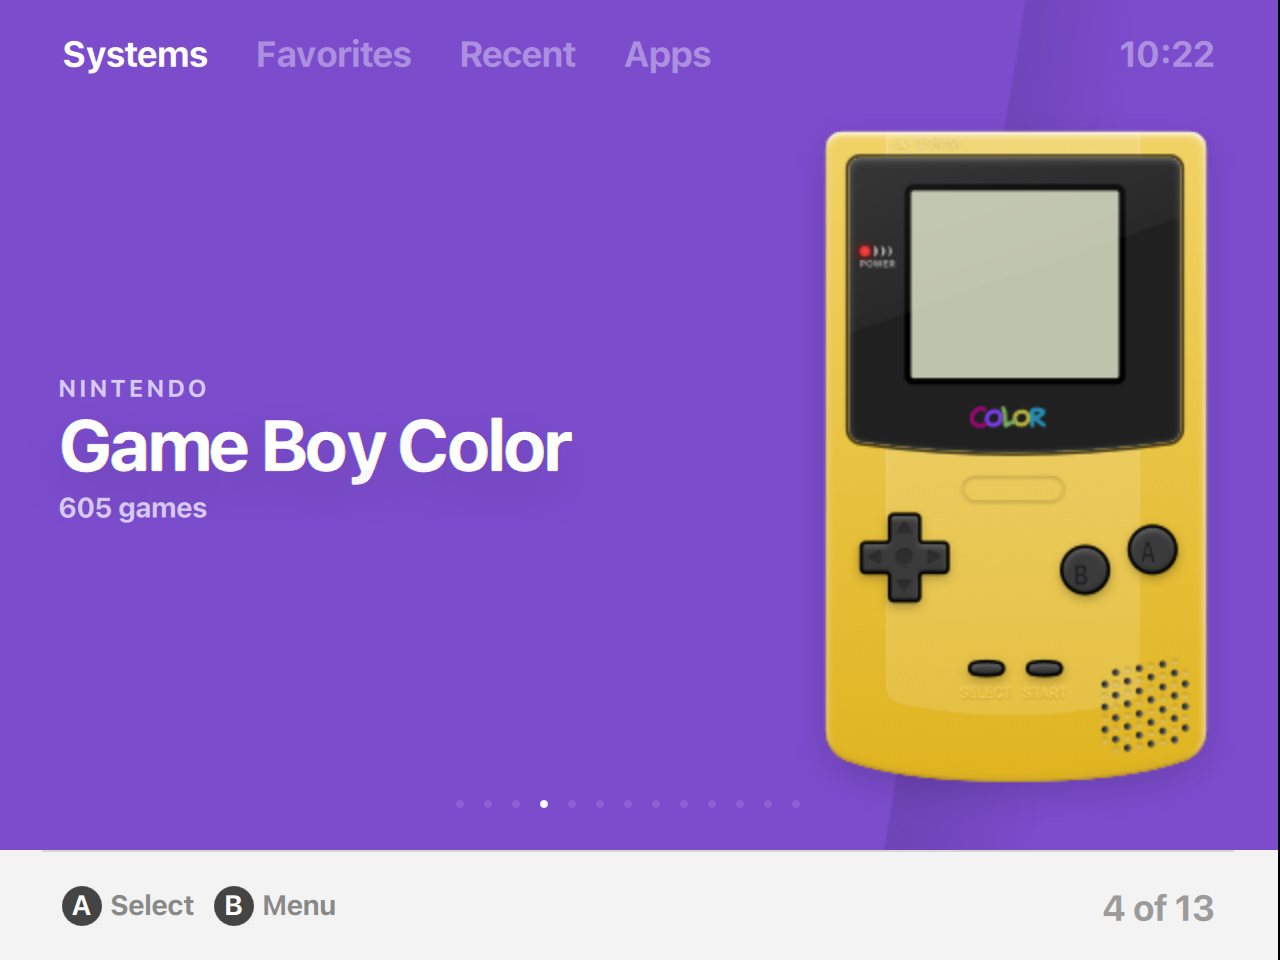 Systems Favorites Recent Apps 10:22
POWER
COLOR
NINTENDO
Game Boy Color
605 games
B A
SELECT START
A Select B Menu
4 of 13